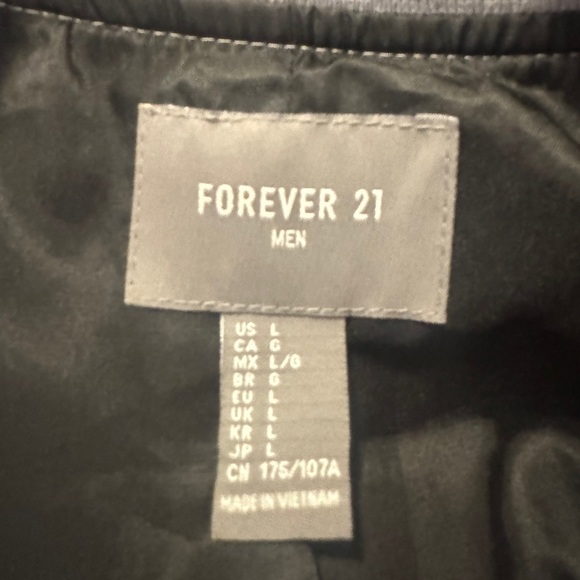 FOREVER 21
MEN
US L
CA G
MX L/G
BR G
EU L
UK L
KR L
JP L
CN 175/107A
MADE IN VIETNAM